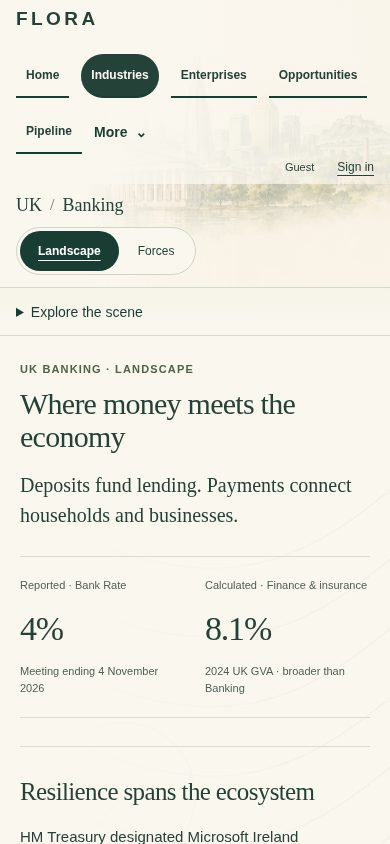 FLORA
Home Industries Enterprises Opportunities
Pipeline More
Guest Sign in
UK / Banking
Landscape Forces
Explore the scene
UK BANKING · LANDSCAPE
Where money meets the
economy
Deposits fund lending. Payments connect
households and businesses.
Reported · Bank Rate
4%
Meeting ending 4 November
2026
Calculated · Finance & insurance
8.1%
2024 UK GVA · broader than
Banking
Resilience spans the ecosystem
HM Treasury designated Microsoft Ireland